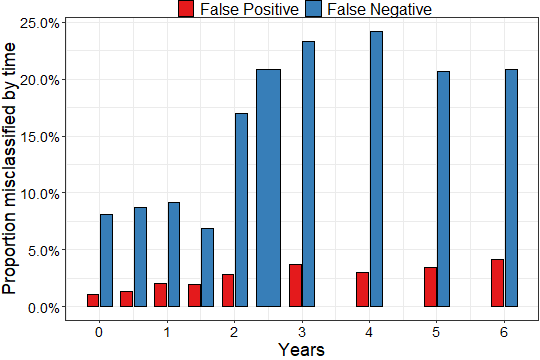 False Positive False Negative
Proportion misclassified by time
25.0%
20.0%
15.0%
10.0%
5.0%
0.0%
0 1 2 3 4 5 6
Years